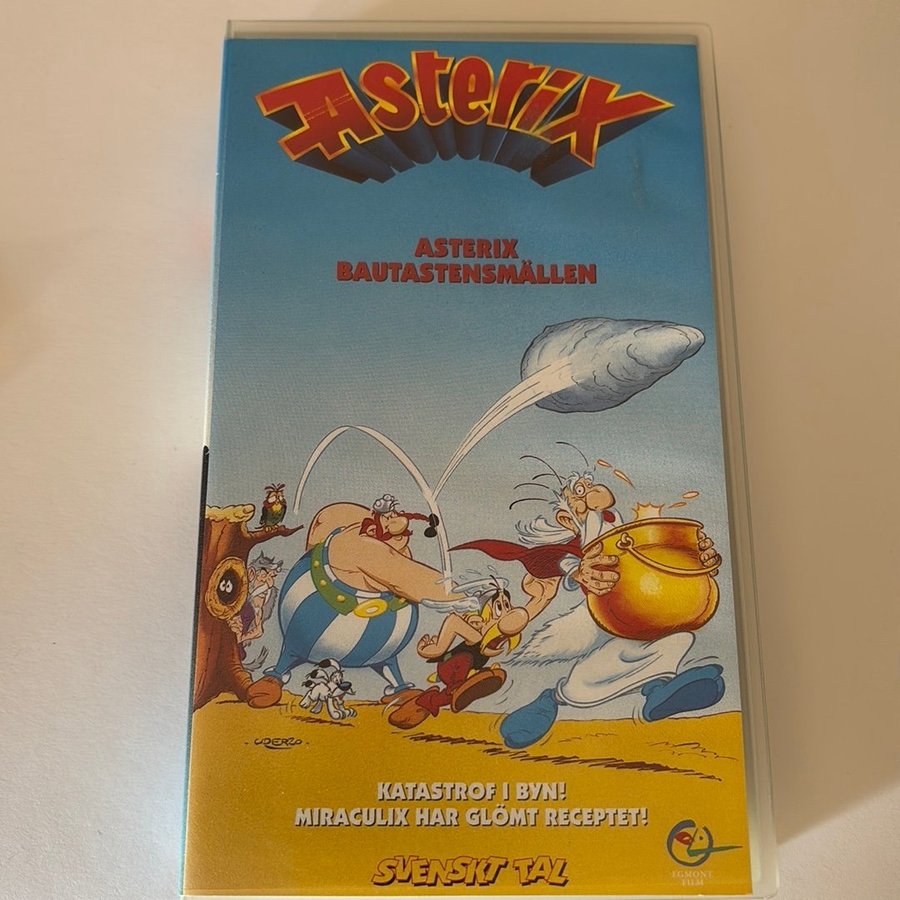 Asterix
ASTERIX
BAUTASTENSMÄLLEN
UDERZO
KATASTROF I BYN!
MIRACULIX HAR GLÖMT RECEPTET!
SVENSKT TAL
EGMONT
FILM